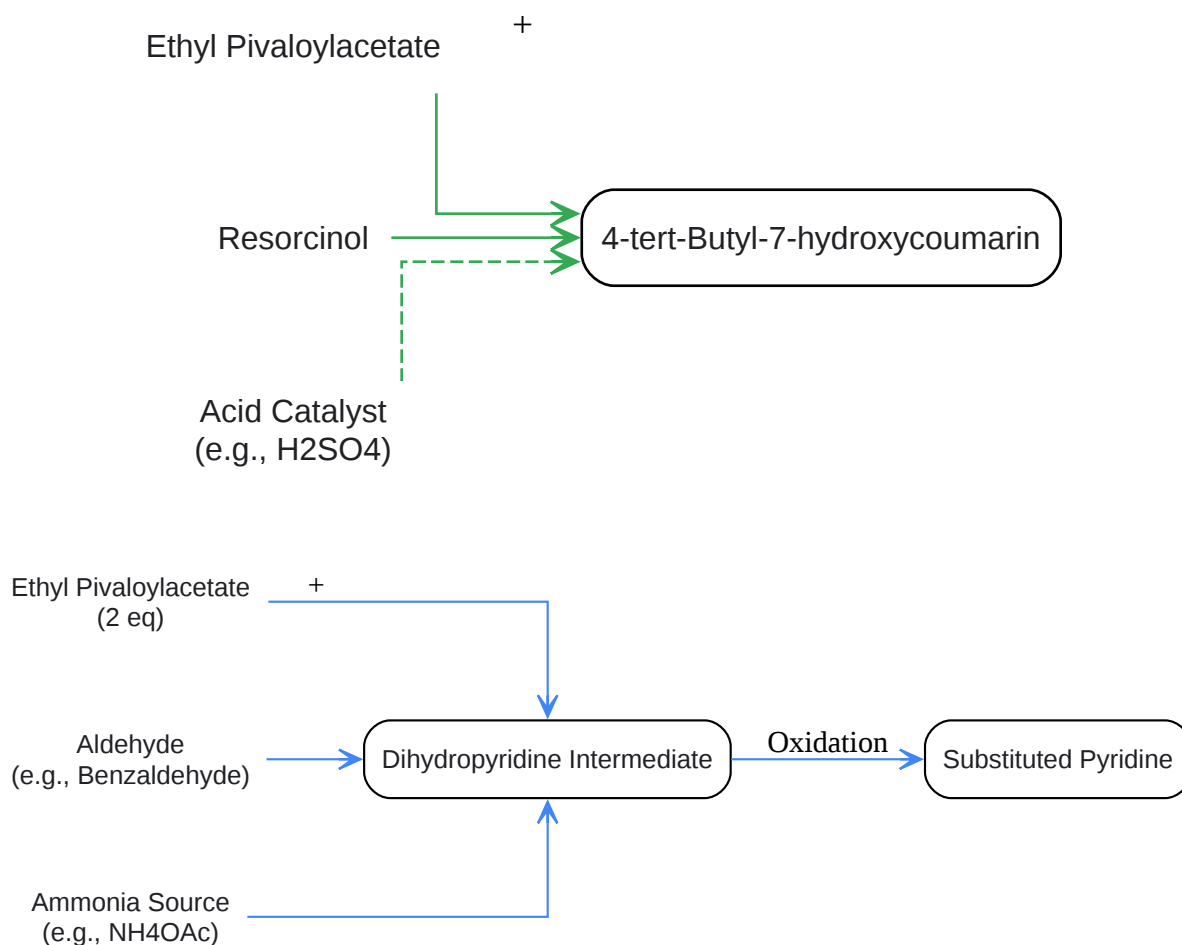 Ethyl Pivaloylacetate
+
Resorcinol
4-tert-Butyl-7-hydroxycoumarin
Acid Catalyst
(e.g., H2SO4)
Ethyl Pivaloylacetate
(2 eq)
+
Aldehyde
(e.g., Benzaldehyde)
Dihydropyridine Intermediate
Oxidation
Substituted Pyridine
Ammonia Source
(e.g., NH4OAc)